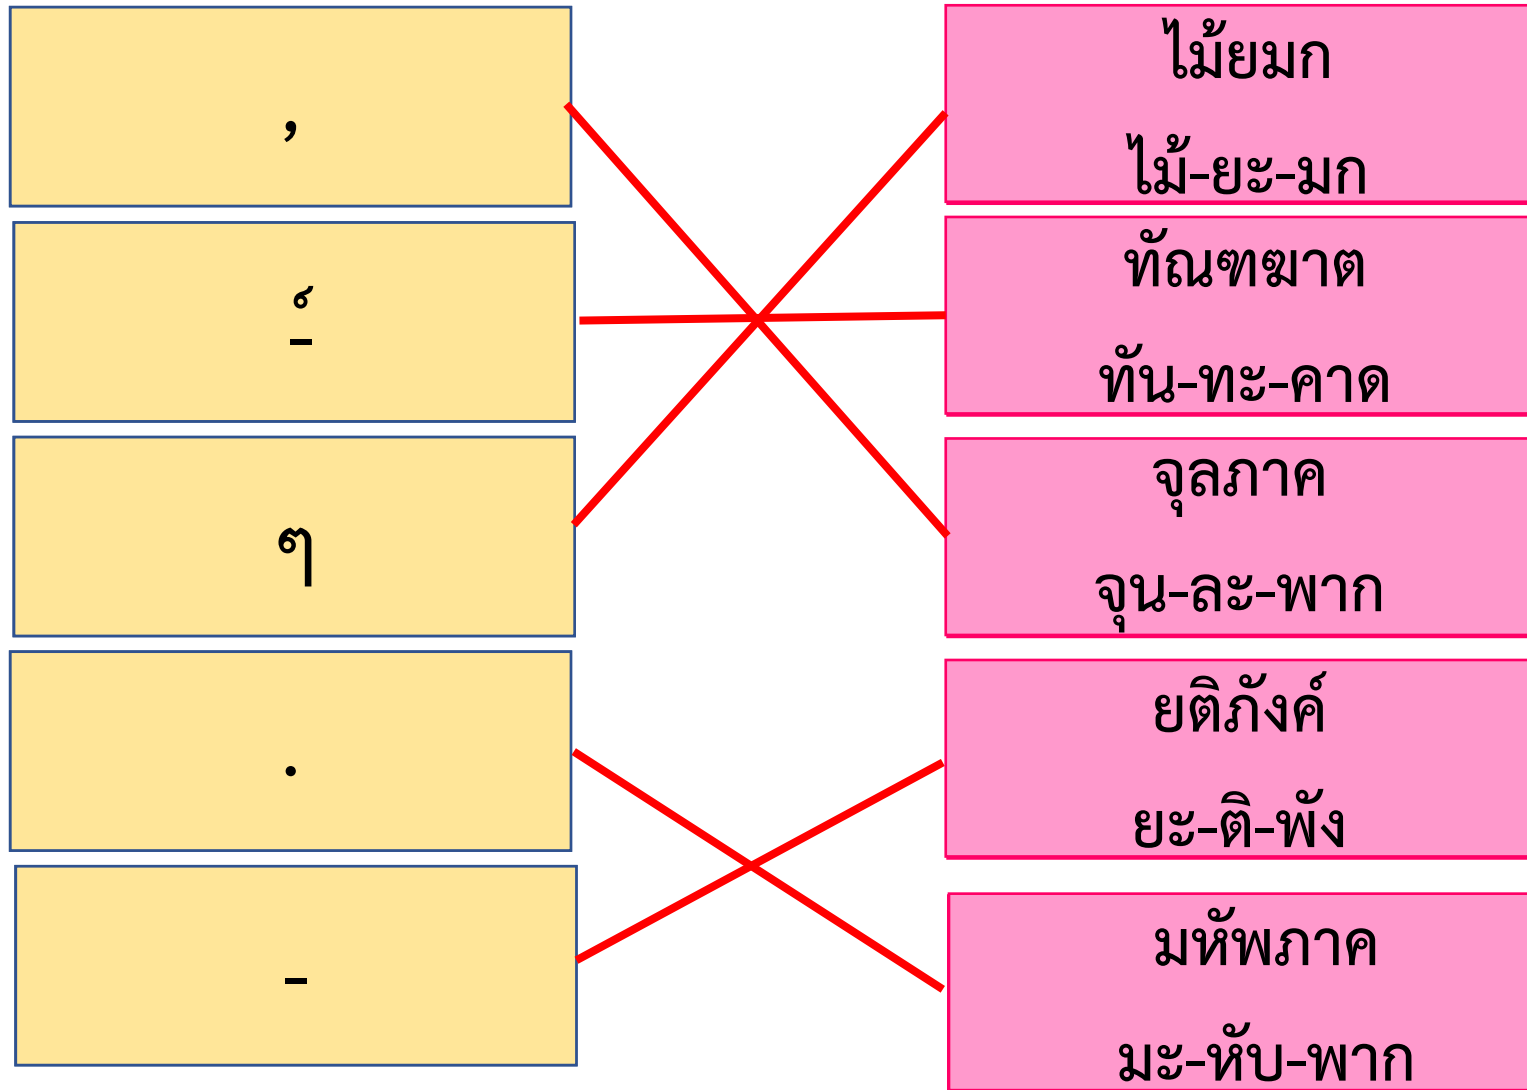 ,
-์
ๆ
.
-
ไม้ยมก
ไม้-ยะ-มก
ทัณฑฆาต
ทัน-ทะ-คาด
จุลภาค
จุน-ละ-พาก
ยติภังค์
ยะ-ติ-พัง
มหัพภาค
มะ-หับ-พาก